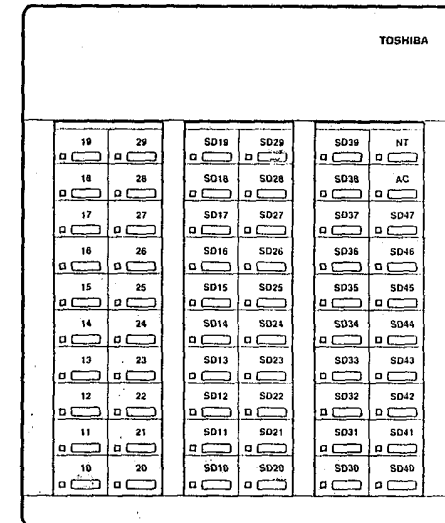 TOSHIBA
19 29 SD19 SD29 SD39 NT
18 28 SD18 SD28 SD38 AC
17 27 SD17 SD27 SD37 SD47
16 26 SD16 SD26 SD36 SD46
15 25 SD15 SD25 SD35 SD45
14 24 SD14 SD24 SD34 SD44
13 23 SD13 SD23 SD33 SD43
12 22 SD12 SD22 SD32 SD42
11 21 SD11 SD21 SD31 SD41
10 20 SD10 SD20 SD30 SD40